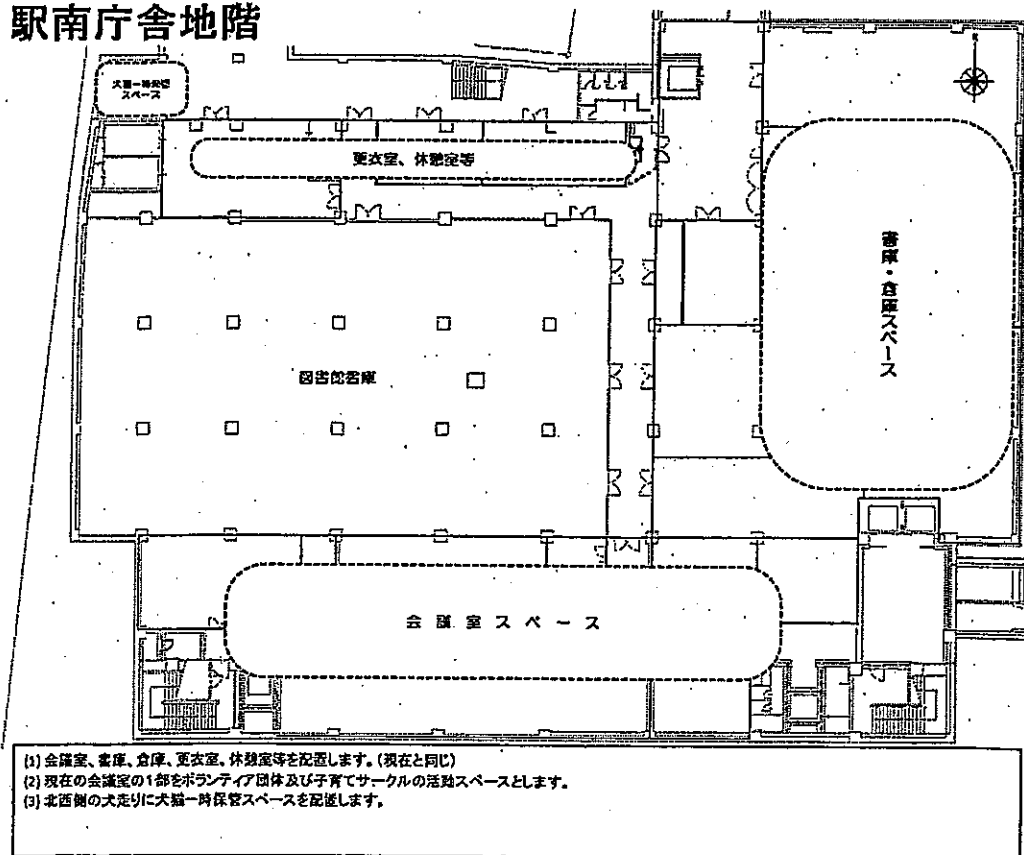 駅南庁舎地階
犬猫一時保管
スペース
更衣室、休憩室等
書庫・倉庫スペース
図書館書庫
会議室スペース
(1) 会議室、書庫、倉庫、更衣室、休憩室等を配置します。(現在と同じ)
(2) 現在の会議室の1部をボランティア団体及び子育てサークルの活動スペースとします。
(3) 北西側の犬走りに犬猫一時保管スペースを配置します。